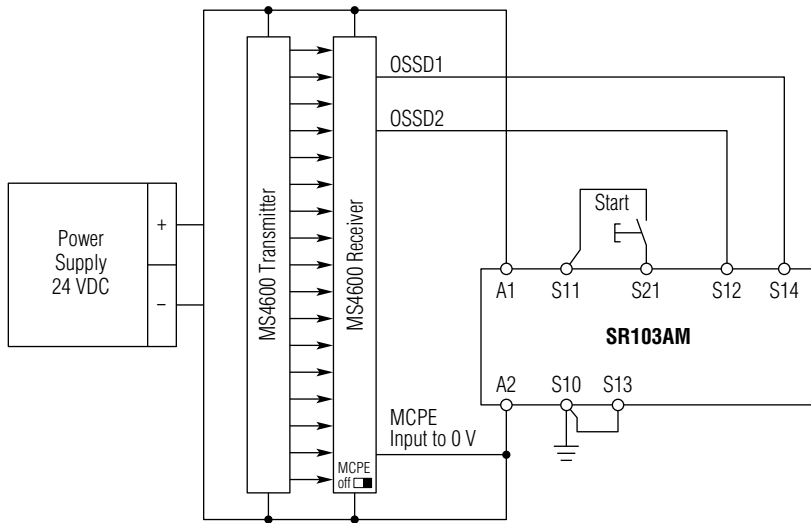 OSSD1
OSSD2
Power
Supply
24 VDC
+
−
MS4600 Transmitter
MS4600 Receiver
Start
A1
S11
S21
S12
S14
SR103AM
A2
S10
S13
MCPE
Input to 0 V
MCPE
off